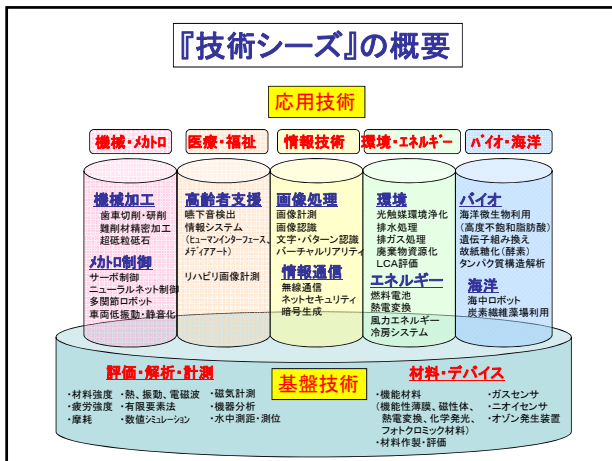 『技術シーズ』の概要
応用技術
機械・メカトロ
医療・福祉
情報技術
環境・エネルギー
バイオ・海洋
機械加工
歯車切削・研削
難削材精密加工
超砥粒砥石
メカトロ制御
サーボ制御
ニューラルネット制御
多関節ロボット
車両低振動・静音化
高齢者支援
嚥下音検出
情報システム
(ヒューマンインターフェース、
メディアアート)
リハビリ画像計測
画像処理
画像計測
画像認識
文字・パターン認識
バーチャルリアリティ
情報通信
無線通信
ネットセキュリティ
暗号生成
環境
光触媒環境浄化
排水処理
排ガス処理
廃棄物資源化
LCA評価
エネルギー
燃料電池
熱電変換
風力エネルギー
冷房システム
バイオ
海洋微生物利用
(高度不飽和脂肪酸)
遺伝子組み換え
故紙糖化(酵素)
タンパク質構造解析
海洋
海中ロボット
炭素繊維藻場利用
基盤技術
評価・解析・計測
・材料強度
・疲労強度
・摩耗
・熱、振動、電磁波
・有限要素法
・数値シミュレーション
・磁気計測
・機器分析
・水中測距・測位
材料・デバイス
・機能材料
(機能性薄膜、磁性体、
熱電変換、化学発光、
フォトクロミック材料)
・材料作製・評価
・ガスセンサ
・ニオイセンサ
・オゾン発生装置